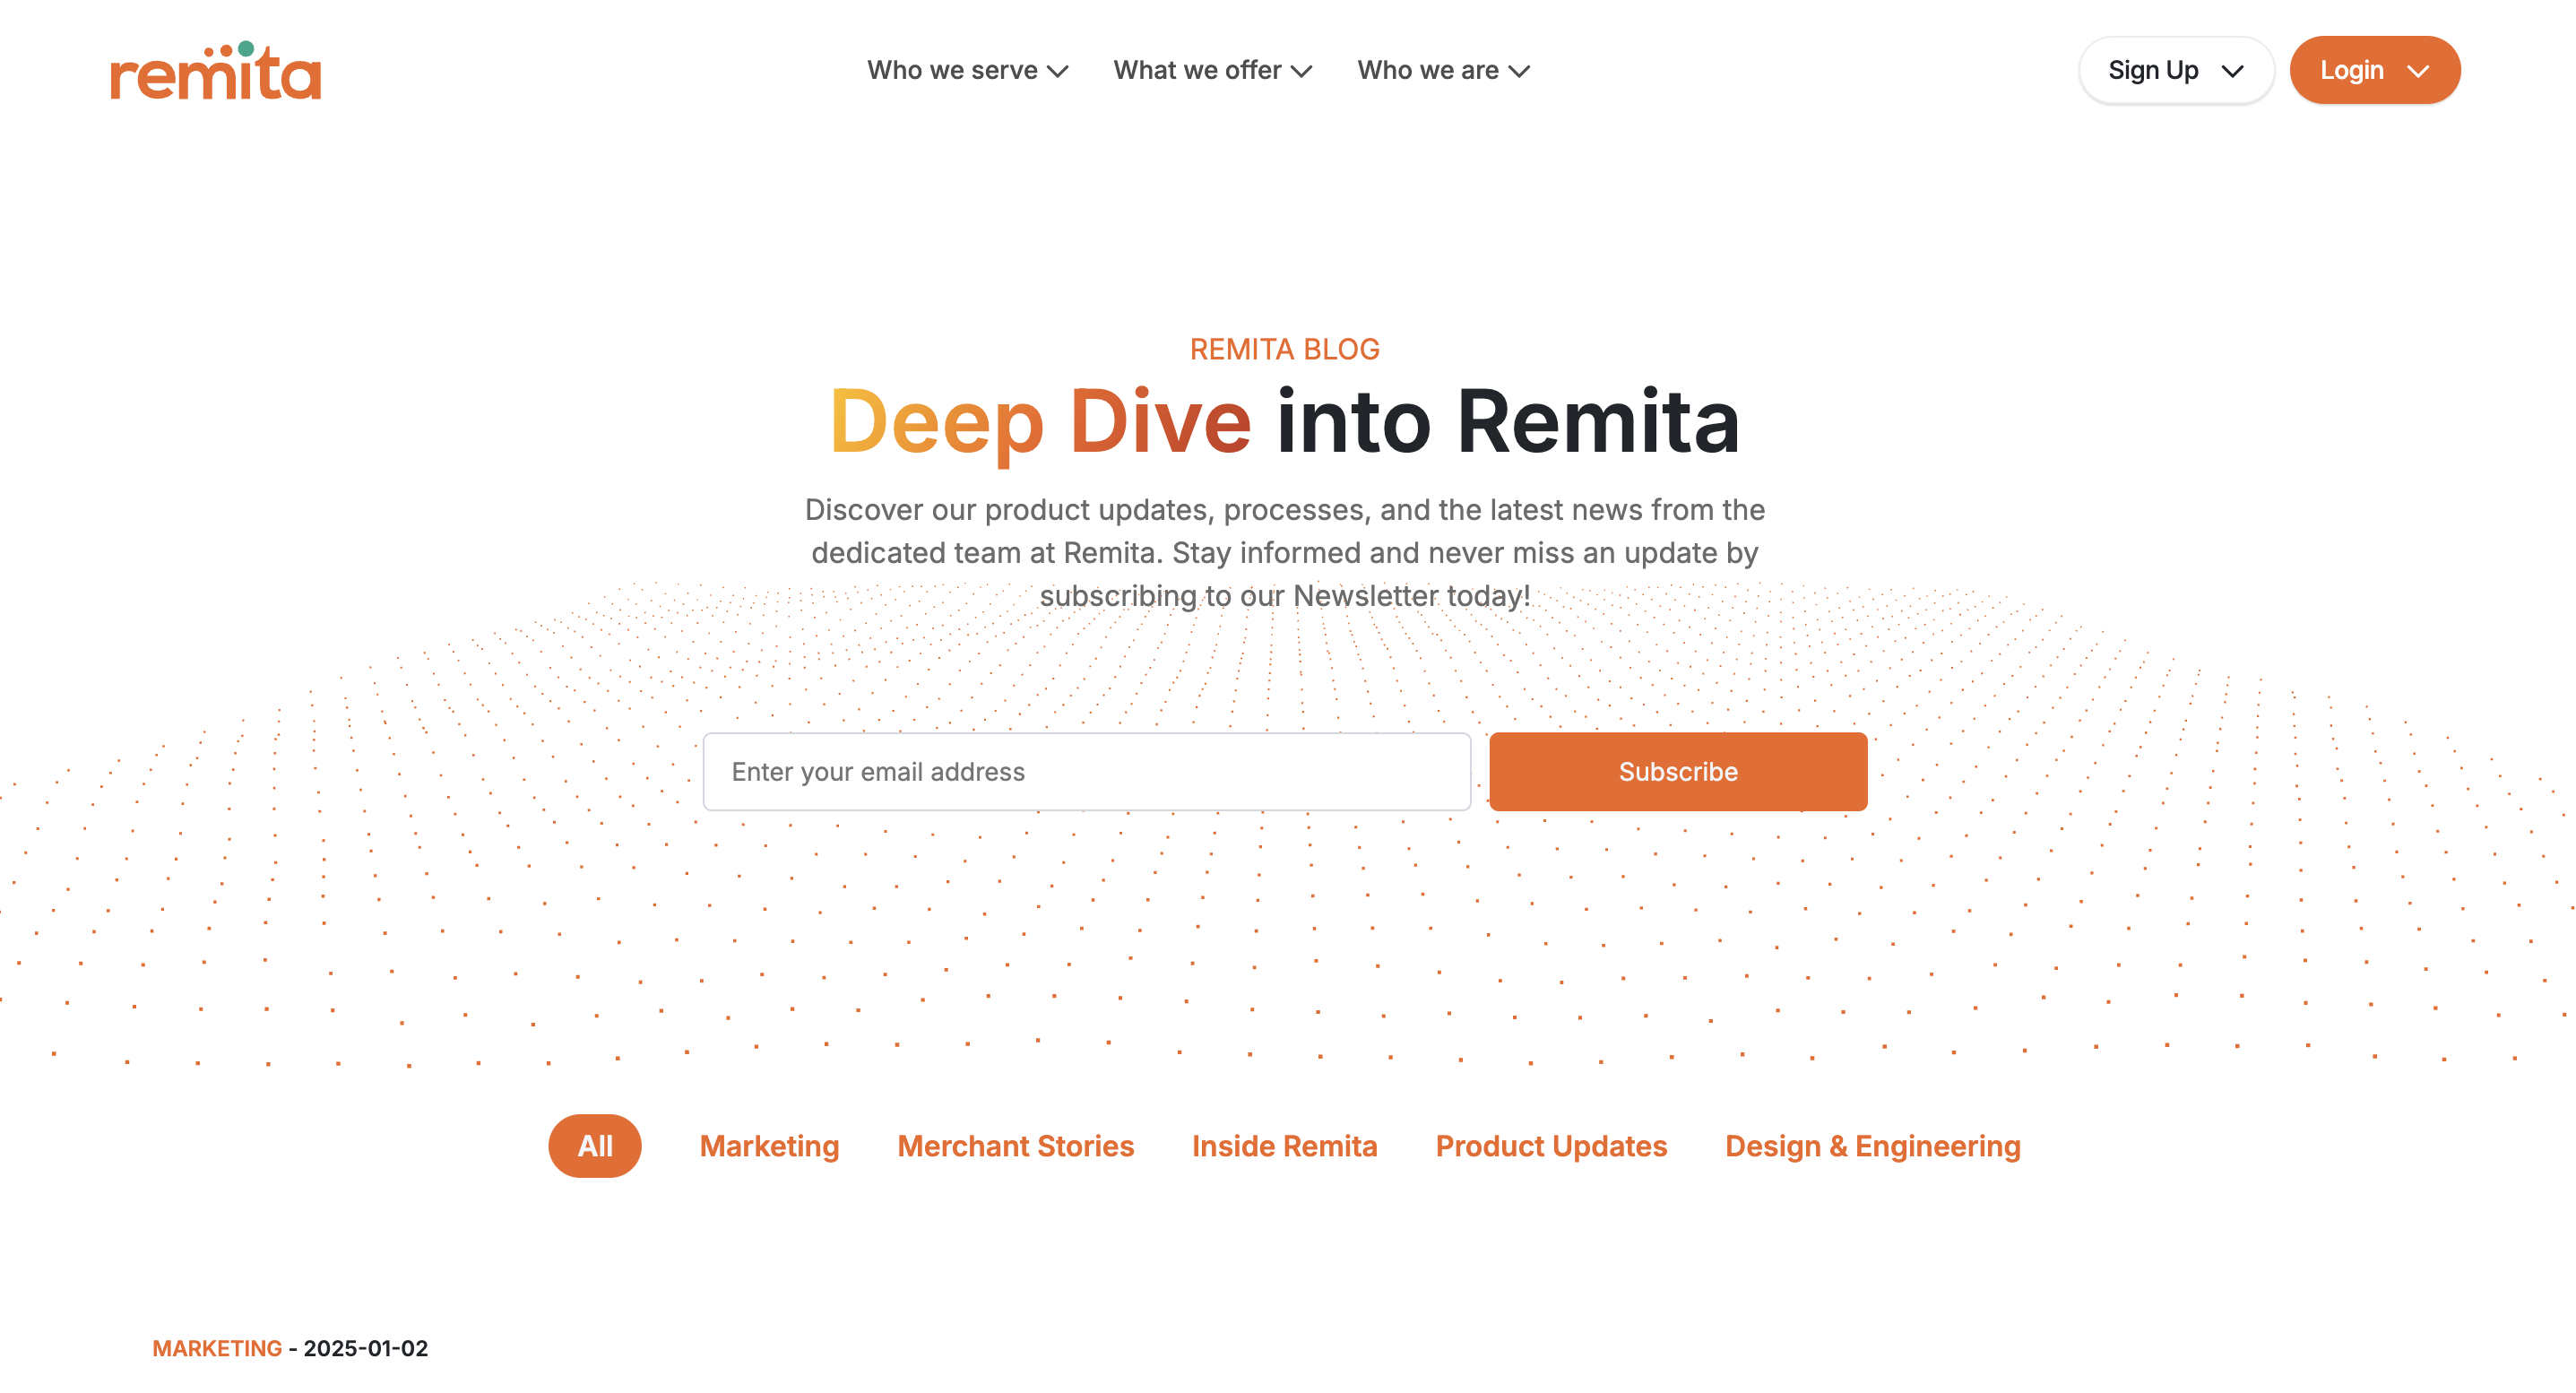 remita
Who we serve
What we offer
Who we are
Sign Up
Login
REMITA BLOG
Deep Dive into Remita
Discover our product updates, processes, and the latest news from the
dedicated team at Remita. Stay informed and never miss an update by
subscribing to our Newsletter today!
Enter your email address
Subscribe
All
Marketing
Merchant Stories
Inside Remita
Product Updates
Design & Engineering
MARKETING - 2025-01-02